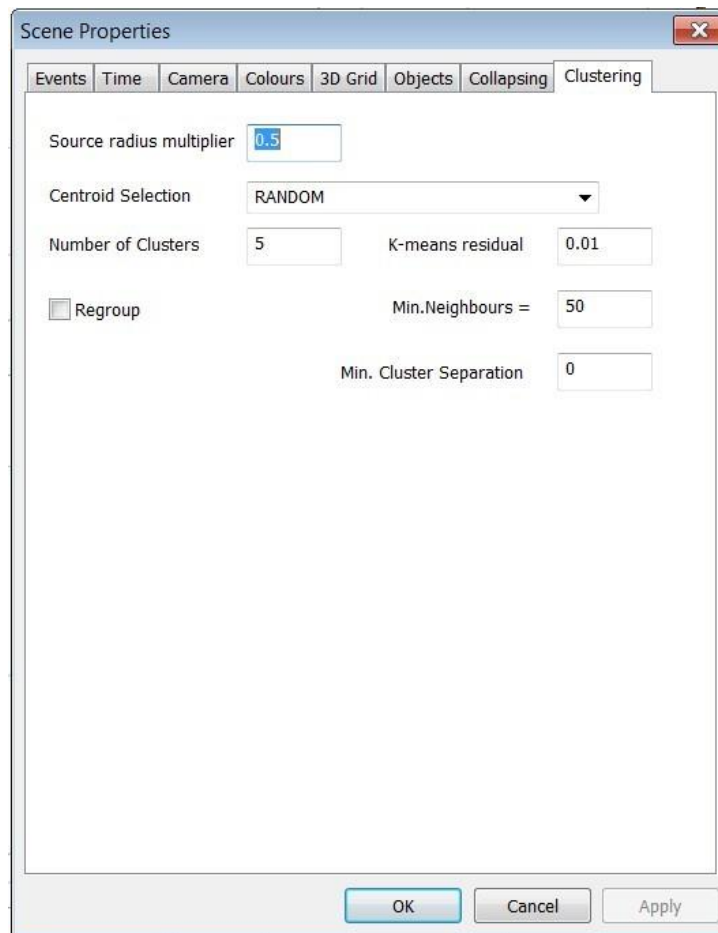 Scene Properties
Events Time Camera Colours 3D Grid Objects Collapsing Clustering
Source radius multiplier 0.5
Centroid Selection RANDOM
Number of Clusters 5 K-means residual 0.01
Regroup Min.Neighbours = 50
Min. Cluster Separation 0
OK Cancel Apply